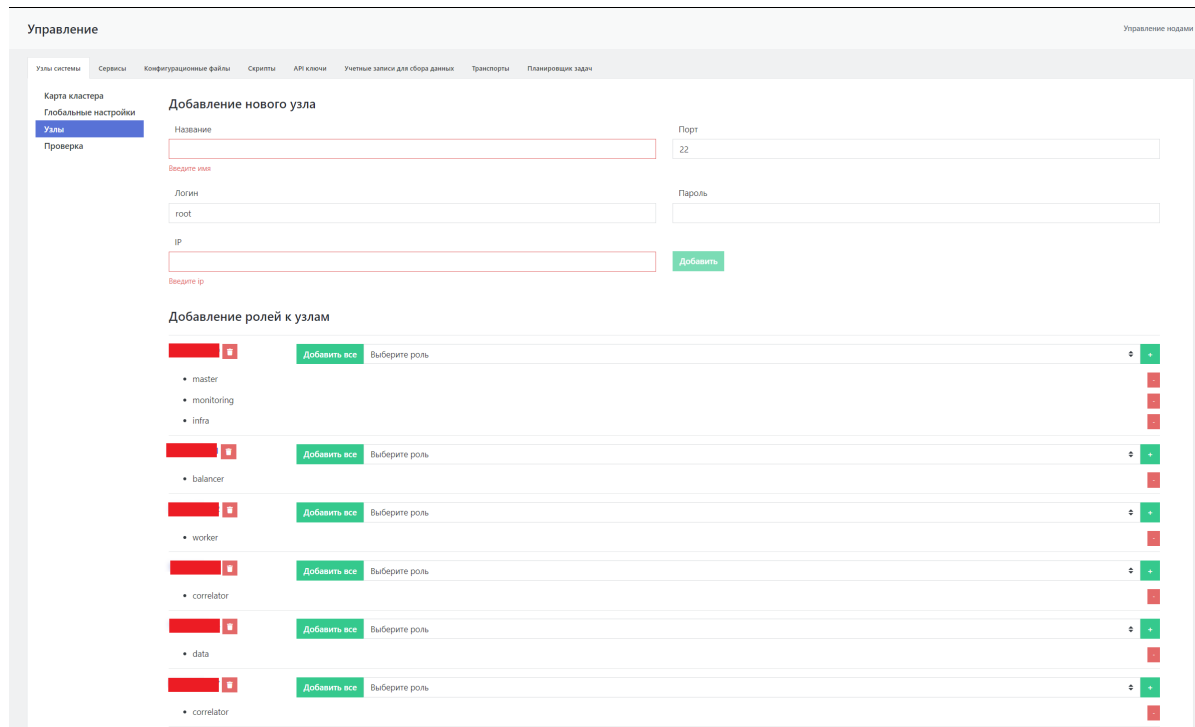 Управление
Управление нодами
Узлы системы Сервисы Конфигурационные файлы Скрипты API ключи Учетные записи для сбора данных Транспорты Планировщик задач
Карта кластера
Глобальные настройки
Узлы
Проверка
Добавление нового узла
Название Порт
22
Введите имя
Логин Пароль
root
IP
Добавить
Введите ip
Добавление ролей к узлам
Добавить все Выберите роль +
master -
monitoring -
infra -
Добавить все Выберите роль +
balancer -
Добавить все Выберите роль +
worker -
Добавить все Выберите роль +
correlator -
Добавить все Выберите роль +
data -
Добавить все Выберите роль +
correlator -